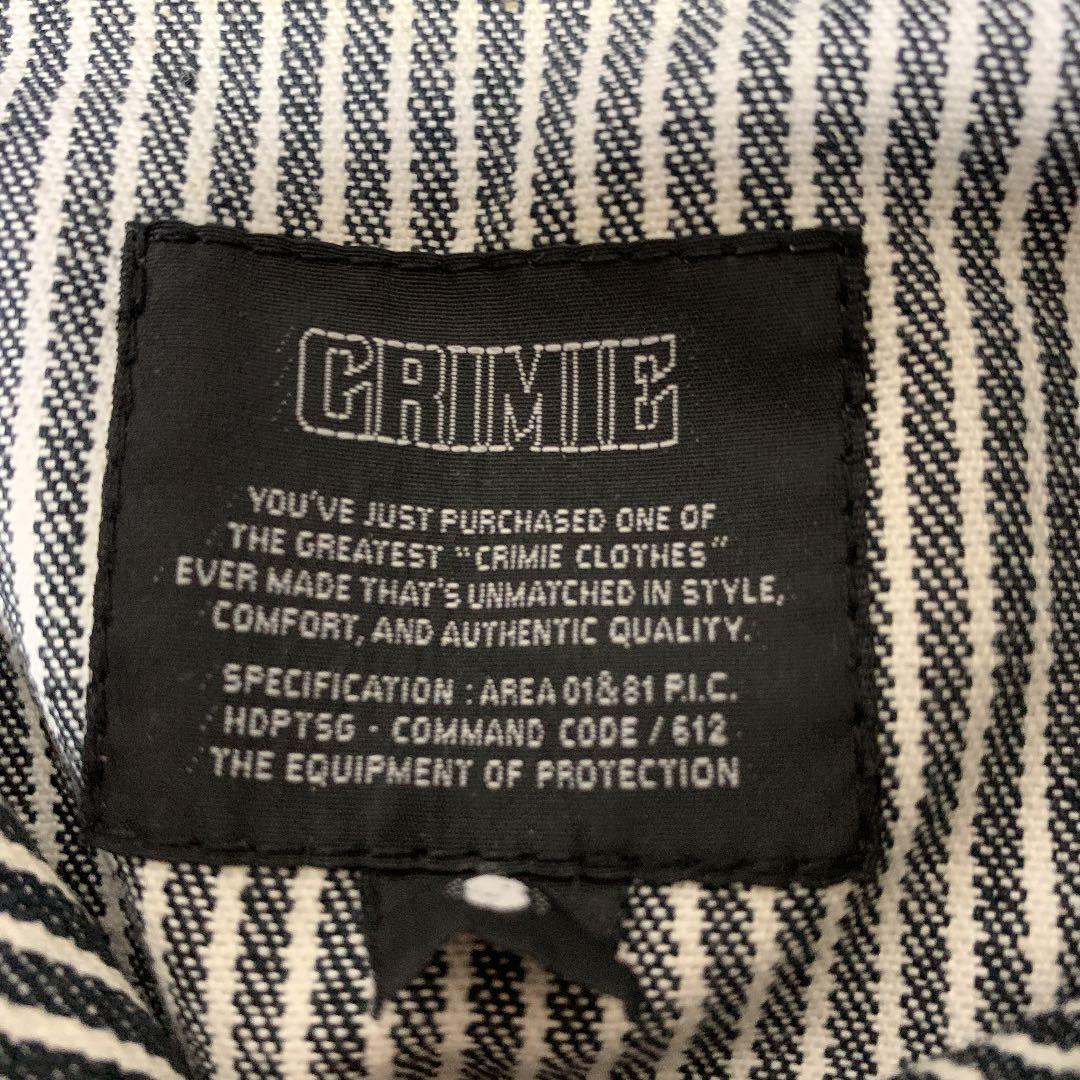 CRIMIE
YOU'VE JUST PURCHASED ONE OF
THE GREATEST "CRIMIE CLOTHES"
EVER MADE THAT'S UNMATCHED IN STYLE,
COMFORT, AND AUTHENTIC QUALITY.
SPECIFICATION : AREA 01&81 P.I.C.
HDPTSG · COMMAND CODE / 612
THE EQUIPMENT OF PROTECTION